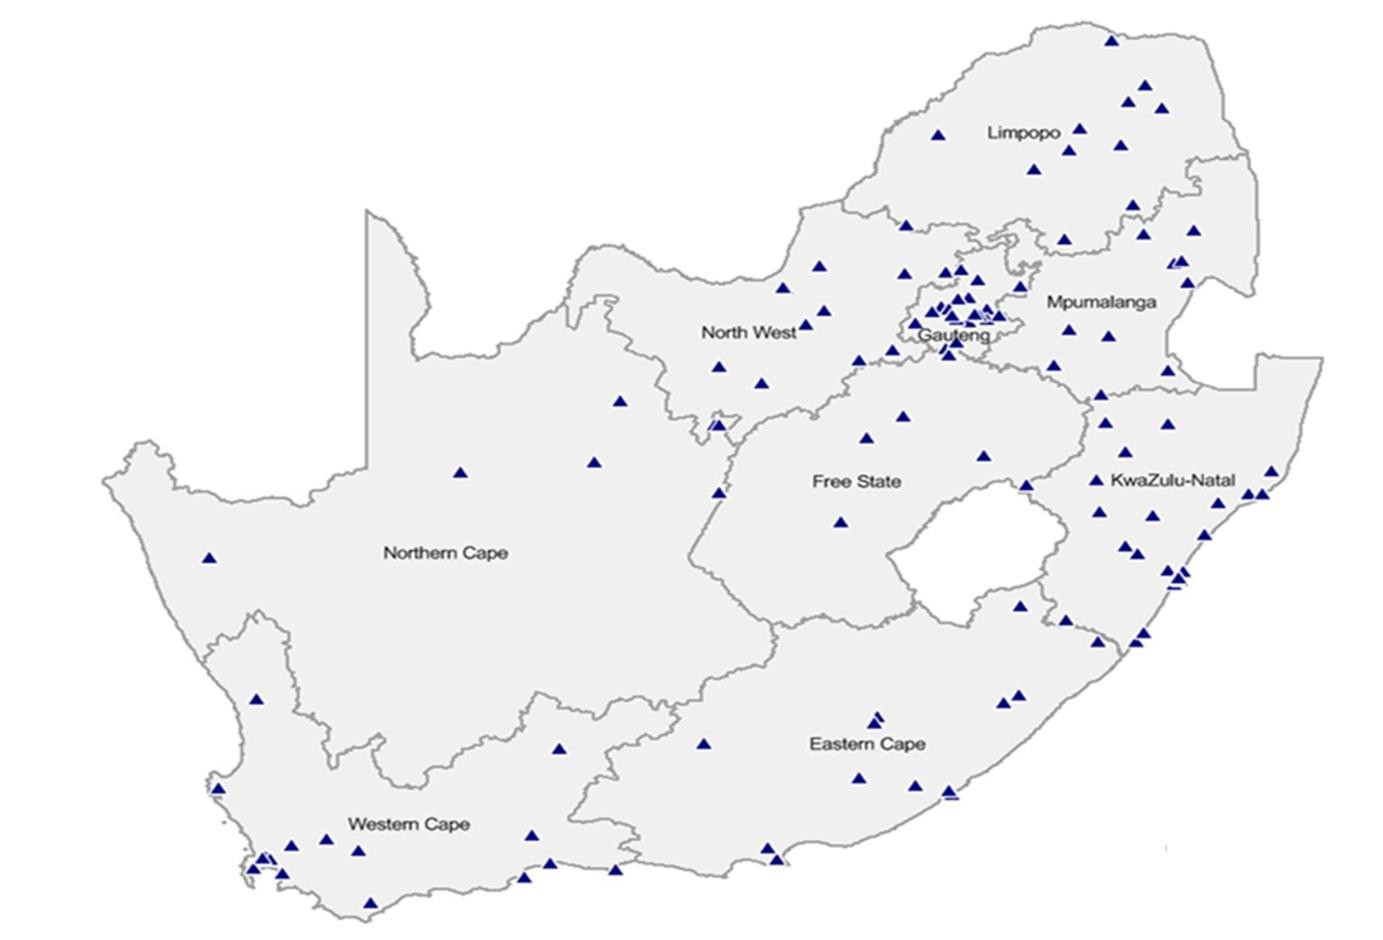 Limpopo
Mpumalanga
North West
Gauteng
Free State
KwaZulu-Natal
Northern Cape
Eastern Cape
Western Cape